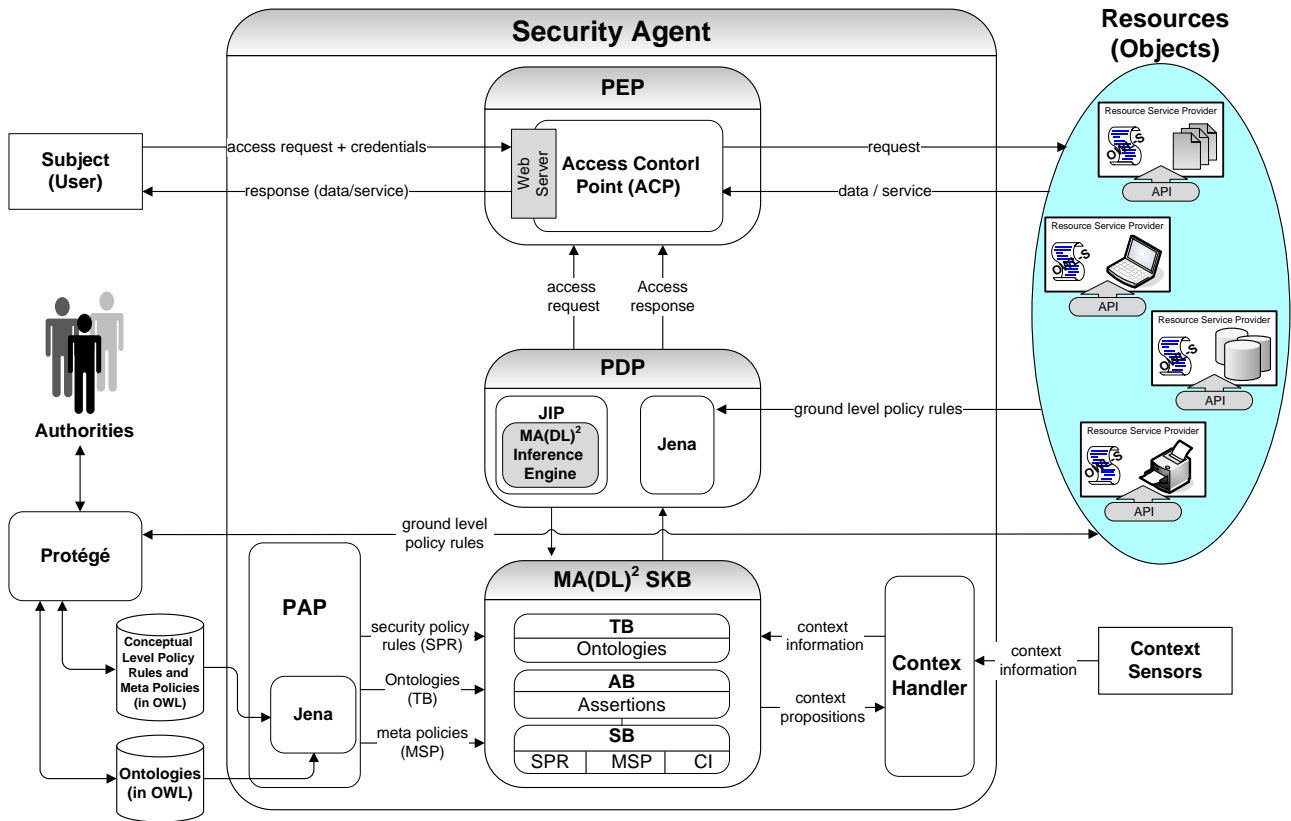 Security Agent
Resources
(Objects)
PEP
Resource Service Provider
OWL-S
API
Subject
(User)
access request + credentials
response (data/service)
Web
Server
Access Contorl
Point (ACP)
request
data / service
Resource Service Provider
OWL-S
API
access
request
Access
response
Resource Service Provider
OWL-S
API
PDP
JIP
MA(DL)²
Inference
Engine
Jena
ground level policy rules
Resource Service Provider
OWL-S
API
Authorities
Protégé
ground level
policy rules
PAP
MA(DL)² SKB
security policy
rules (SPR)
TB
Ontologies
context
information
Contex
Handler
context
information
Context
Sensors
Conceptual
Level Policy
Rules and
Meta Policies
(in OWL)
Jena
Ontologies
(TB)
AB
Assertions
context
propositions
meta policies
(MSP)
SB
SPR
MSP
CI
Ontologies
(in OWL)